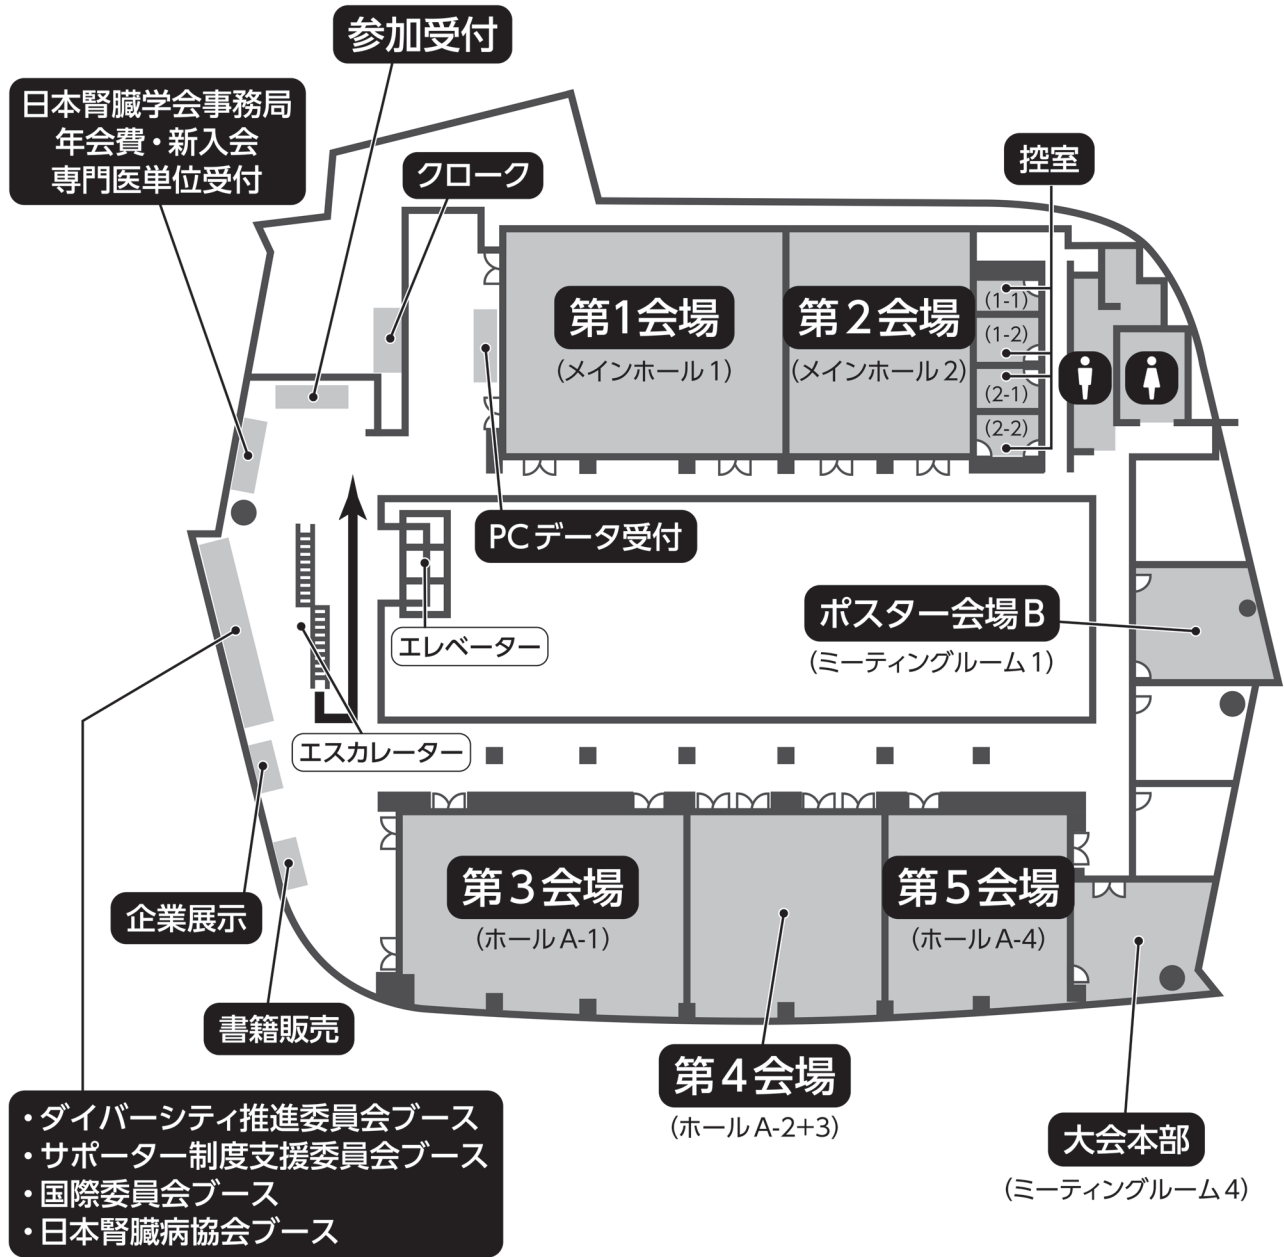 参加受付
日本腎臓学会事務局
年会費・新入会
専門医単位受付
クローク
控室
第1会場
(メインホール1)
第2会場
(メインホール2)
(1-1)
(1-2)
(2-1)
(2-2)
PCデータ受付
エレベーター
ポスター会場B
(ミーティングルーム1)
エスカレーター
第3会場
(ホールA-1)
第5会場
(ホールA-4)
企業展示
書籍販売
第4会場
(ホールA-2+3)
大会本部
(ミーティングルーム4)
・ダイバーシティ推進委員会ブース
・サポーター制度支援委員会ブース
・国際委員会ブース
・日本腎臓病協会ブース